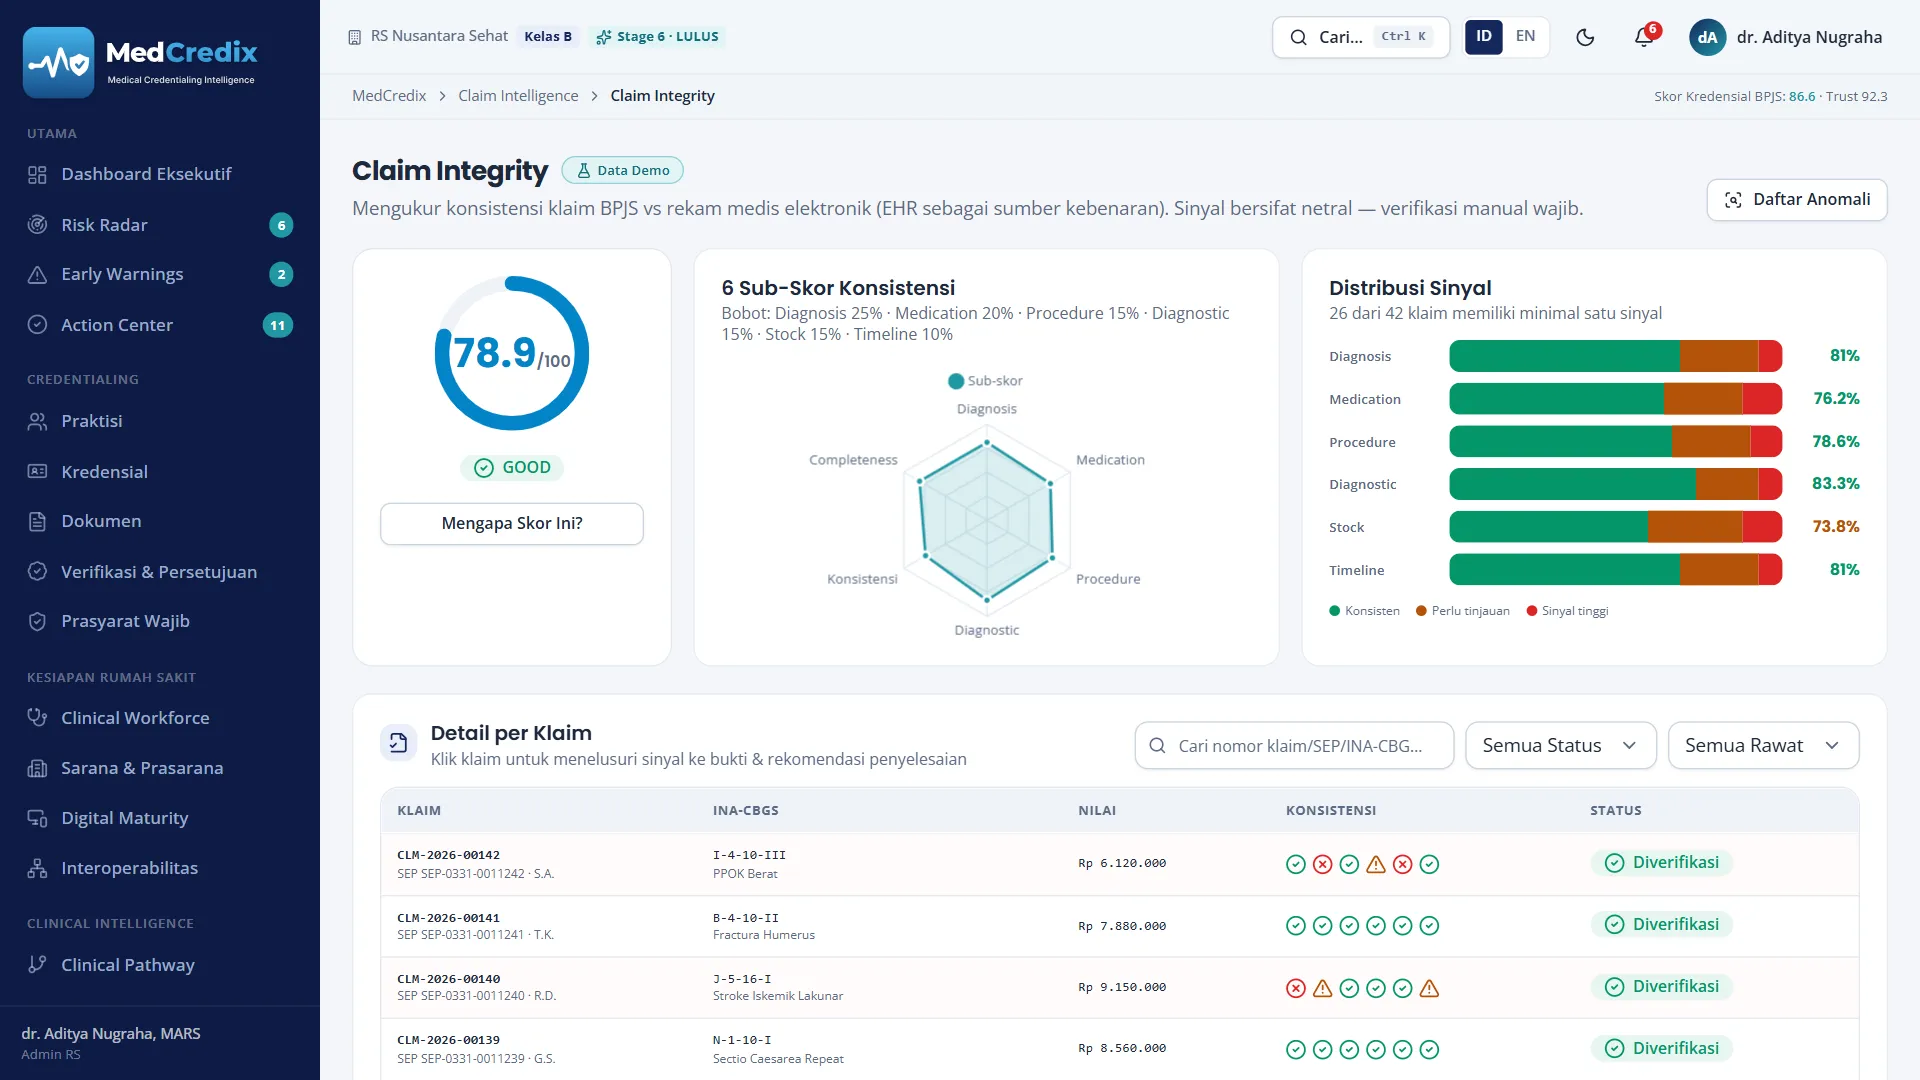 MedCredix
Medical Credentialing Intelligence
UTAMA
Dashboard Eksekutif
Risk Radar
6
Early Warnings
2
Action Center
11
CREDENTIALING
Praktisi
Kredensial
Dokumen
Verifikasi & Persetujuan
Prasyarat Wajib
KESIAPAN RUMAH SAKIT
Clinical Workforce
Sarana & Prasarana
Digital Maturity
Interoperabilitas
CLINICAL INTELLIGENCE
Clinical Pathway
dr. Aditya Nugraha, MARS
Admin RS
RS Nusantara Sehat
Kelas B
Stage 6 · LULUS
Cari...
Ctrl K
ID
EN
6
dA
dr. Aditya Nugraha
MedCredix
Claim Intelligence
Claim Integrity
Skor Kredensial BPJS: 86.6 · Trust 92.3
Claim Integrity
Data Demo
Mengukur konsistensi klaim BPJS vs rekam medis elektronik (EHR sebagai sumber kebenaran). Sinyal bersifat netral — verifikasi manual wajib.
Daftar Anomali
78.9/100
GOOD
Mengapa Skor Ini?
6 Sub-Skor Konsistensi
Bobot: Diagnosis 25% · Medication 20% · Procedure 15% · Diagnostic
15% · Stock 15% · Timeline 10%
Sub-skor
Diagnosis
Completeness
Medication
Konsistensi
Procedure
Diagnostic
Distribusi Sinyal
26 dari 42 klaim memiliki minimal satu sinyal
Diagnosis
81%
Medication
76.2%
Procedure
78.6%
Diagnostic
83.3%
Stock
73.8%
Timeline
81%
Konsisten
Perlu tinjauan
Sinyal tinggi
Detail per Klaim
Klik klaim untuk menelusuri sinyal ke bukti & rekomendasi penyelesaian
Cari nomor klaim/SEP/INA-CBG...
Semua Status
Semua Rawat
KLAIM
INA-CBGS
NILAI
KONSISTENSI
STATUS
CLM-2026-00142
SEP SEP-0331-0011242 · S.A.
I-4-10-III
PPOK Berat
Rp 6.120.000
Diverifikasi
CLM-2026-00141
SEP SEP-0331-0011241 · T.K.
B-4-10-II
Fractura Humerus
Rp 7.880.000
Diverifikasi
CLM-2026-00140
SEP SEP-0331-0011240 · R.D.
J-5-16-I
Stroke Iskemik Lakunar
Rp 9.150.000
Diverifikasi
CLM-2026-00139
SEP SEP-0331-0011239 · G.S.
N-1-10-I
Sectio Caesarea Repeat
Rp 8.560.000
Diverifikasi